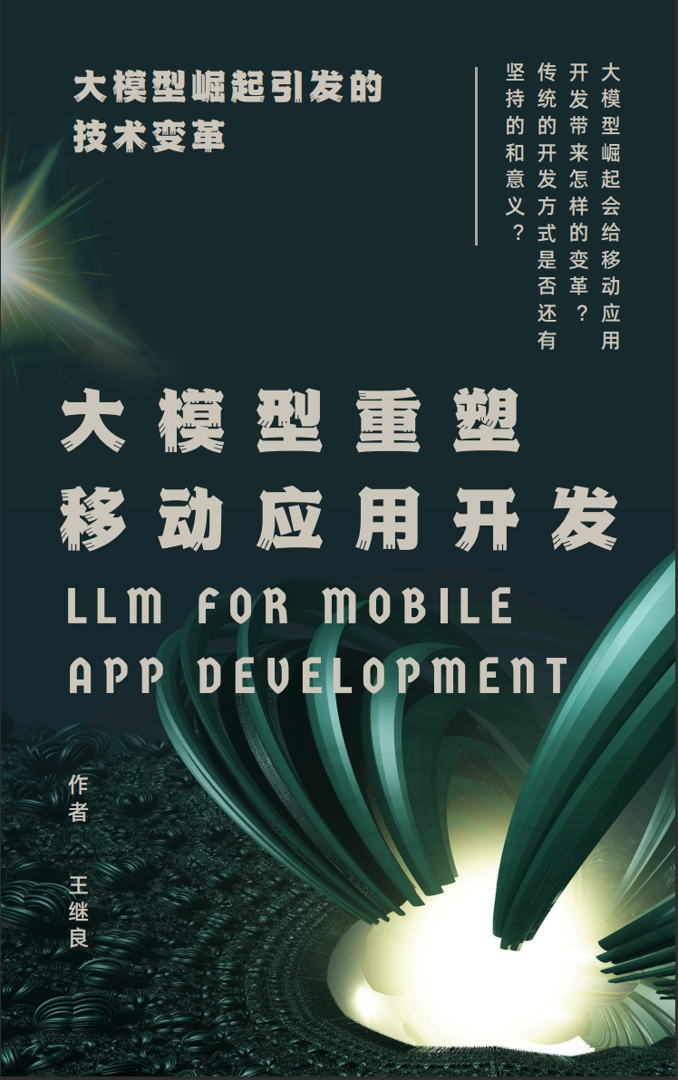 大模型崛起引发的
技术变革
大模型崛起会给移动应用
开发带来怎样的变革？
传统的开发方式是否还有
坚持的和意义？
大模型重塑
移动应用开发
LLM FOR MOBILE
APP DEVELOPMENT
作者 王继良